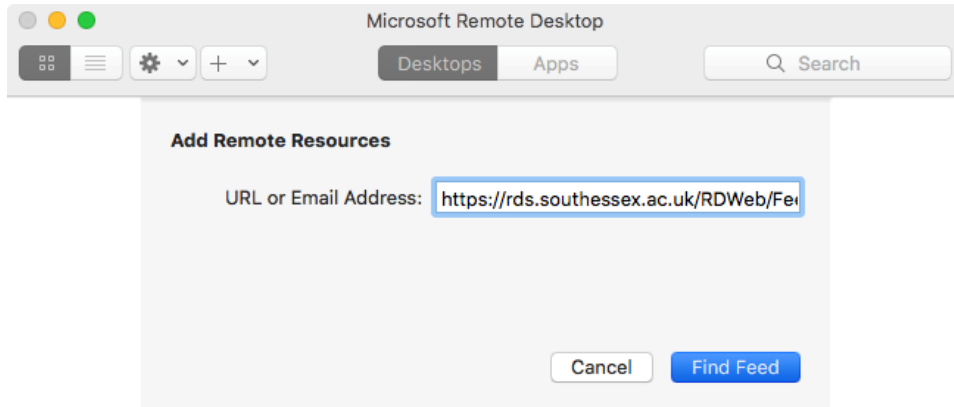 Microsoft Remote Desktop
Desktops Apps Search
Add Remote Resources
URL or Email Address: https://rds.southessex.ac.uk/RDWeb/Fe
Cancel Find Feed